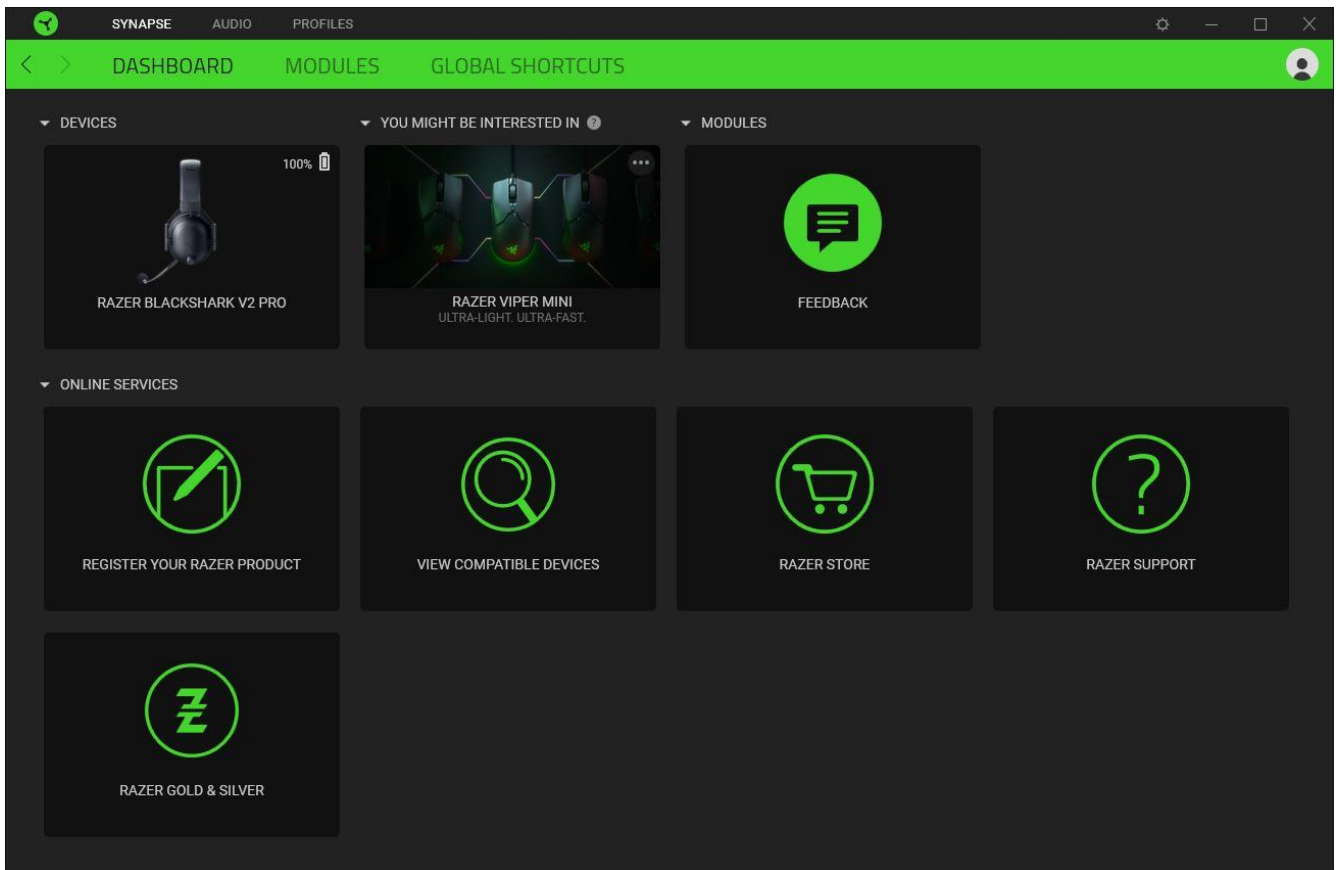 SYNAPSE AUDIO PROFILES
DASHBOARD MODULES GLOBAL SHORTCUTS
DEVICES
100%
RAZER BLACKSHARK V2 PRO
YOU MIGHT BE INTERESTED IN ?
RAZER VIPER MINI
ULTRA-LIGHT. ULTRA-FAST.
MODULES
FEEDBACK
ONLINE SERVICES
REGISTER YOUR RAZER PRODUCT
VIEW COMPATIBLE DEVICES
RAZER STORE
?
RAZER SUPPORT
RAZER GOLD & SILVER